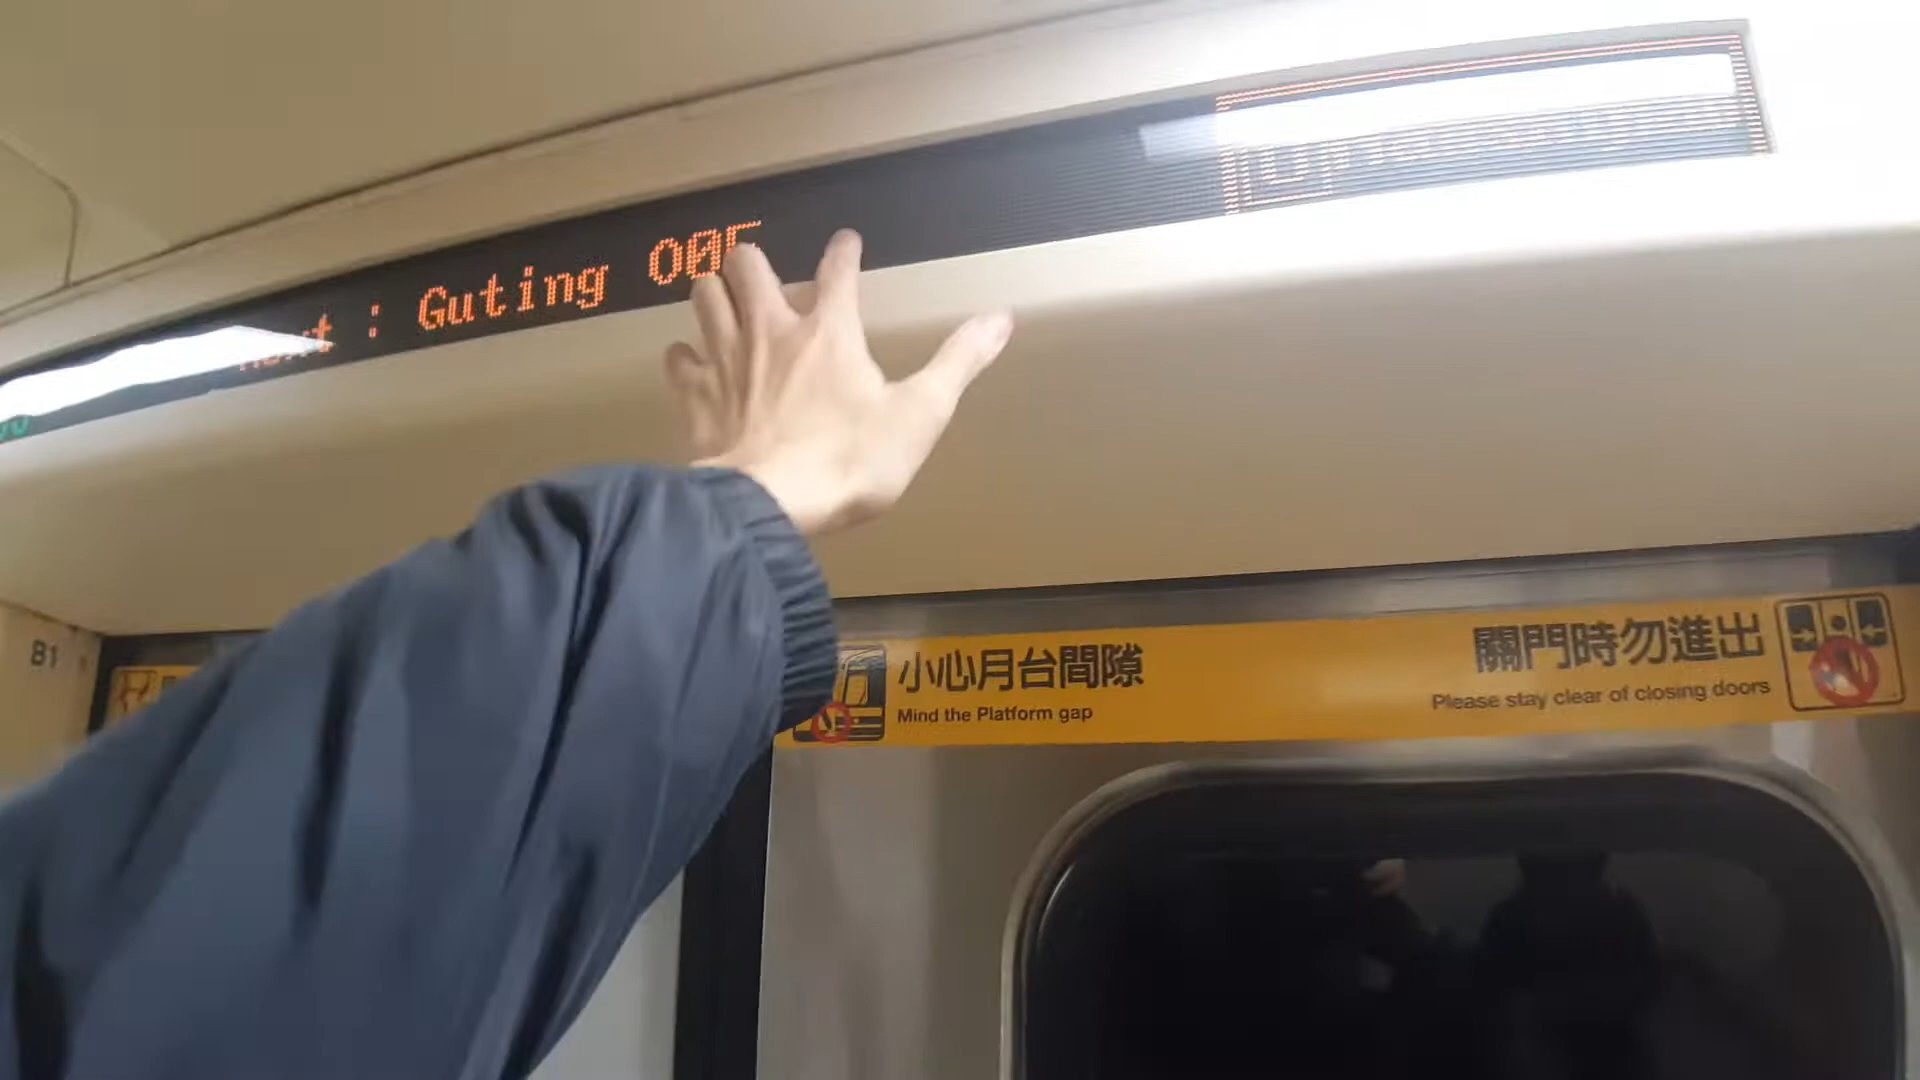 : Guting O05
B1
小心月台間隙
Mind the Platform gap
關門時勿進出
Please stay clear of closing doors